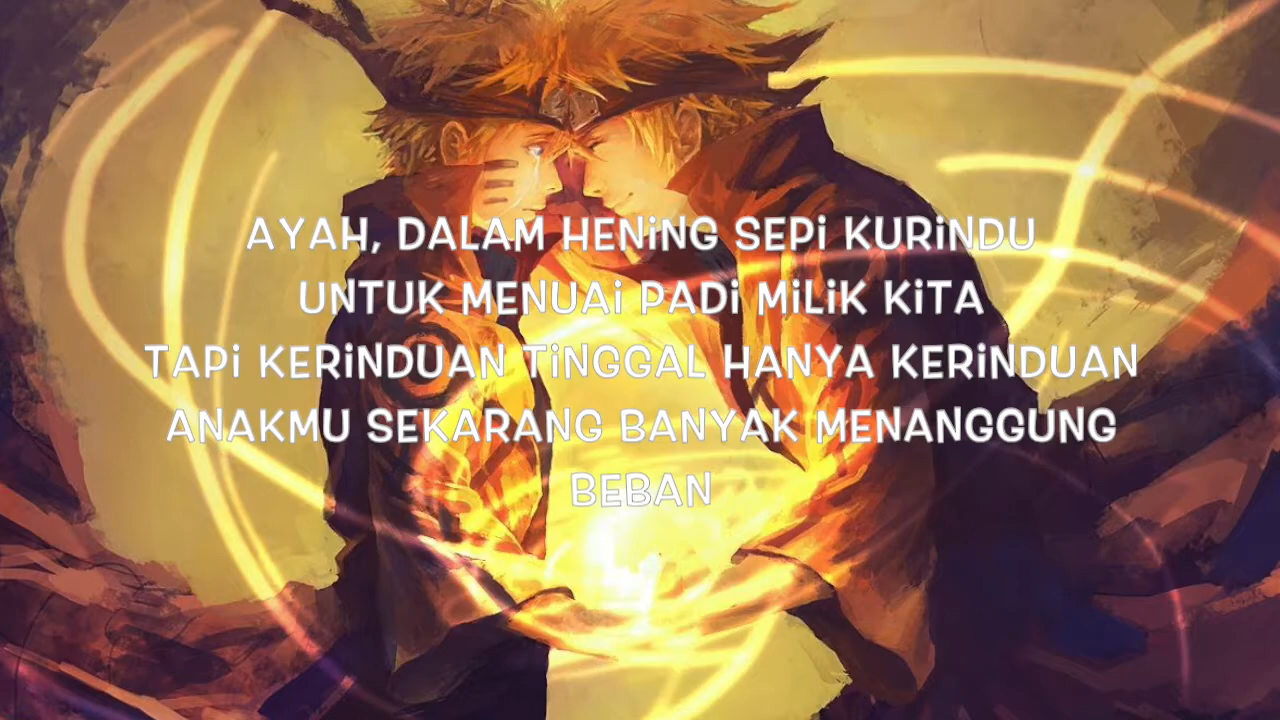 AYAH, DALAM HENiNG SEPi KURiNDU
UNTUK MENUAi PADi MiLiK KiTA
TAPi KERiNDUAN TiNGGAL HANYA KERiNDUAN
ANAKMU SEKARANG BANYAK MENANGGUNG
BEBAN